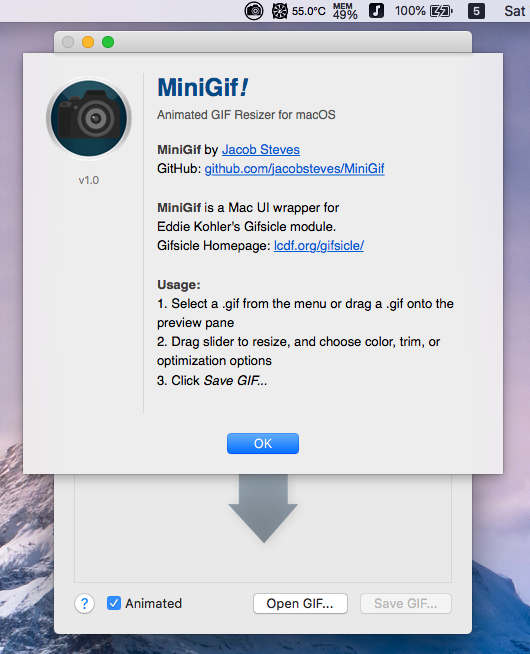 55.0°C MEM 49% 100% 5 Sat
MiniGif!
Animated GIF Resizer for macOS
MiniGif by Jacob Steves
GitHub: github.com/jacobsteves/MiniGif
v1.0
MiniGif is a Mac UI wrapper for
Eddie Kohler's Gifsicle module.
Gifsicle Homepage: lcdf.org/gifsicle/
Usage:
1. Select a .gif from the menu or drag a .gif onto the
preview pane
2. Drag slider to resize, and choose color, trim, or
optimization options
3. Click Save GIF...
OK
? Animated Open GIF... Save GIF...